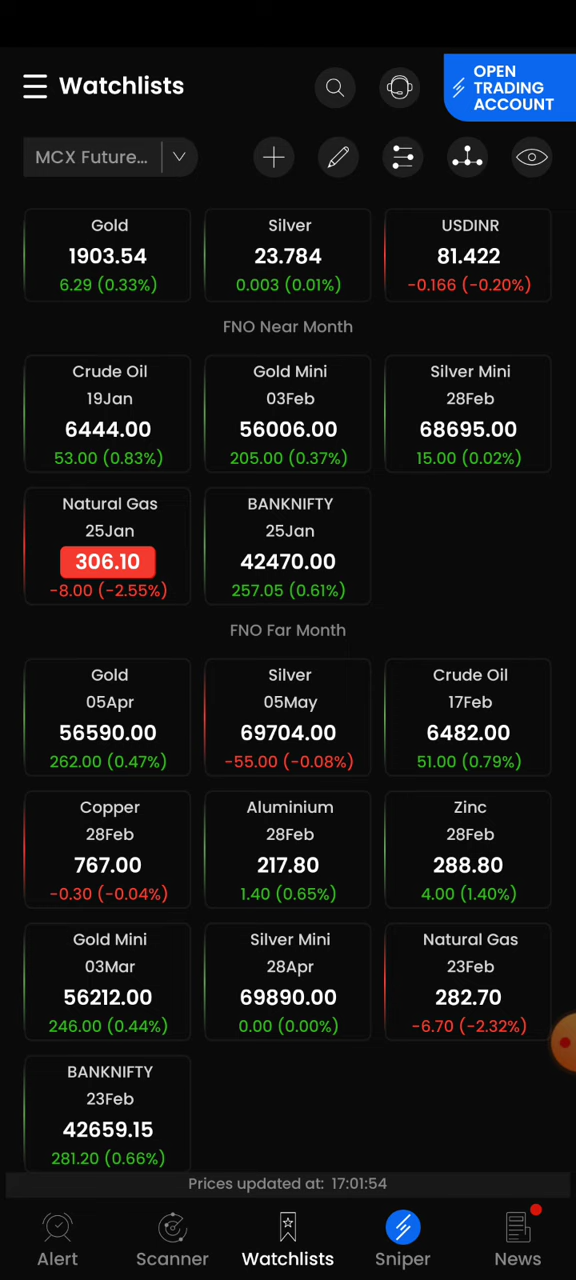 Watchlists
OPEN
TRADING
ACCOUNT
MCX Future...
Gold
1903.54
6.29 (0.33%)
Silver
23.784
0.003 (0.01%)
USDINR
81.422
-0.166 (-0.20%)
FNO Near Month
Crude Oil
19Jan
6444.00
53.00 (0.83%)
Gold Mini
03Feb
56006.00
205.00 (0.37%)
Silver Mini
28Feb
68695.00
15.00 (0.02%)
Natural Gas
25Jan
306.10
-8.00 (-2.55%)
BANKNIFTY
25Jan
42470.00
257.05 (0.61%)
FNO Far Month
Gold
05Apr
56590.00
262.00 (0.47%)
Silver
05May
69704.00
-55.00 (-0.08%)
Crude Oil
17Feb
6482.00
51.00 (0.79%)
Copper
28Feb
767.00
-0.30 (-0.04%)
Aluminium
28Feb
217.80
1.40 (0.65%)
Zinc
28Feb
288.80
4.00 (1.40%)
Gold Mini
03Mar
56212.00
246.00 (0.44%)
Silver Mini
28Apr
69890.00
0.00 (0.00%)
Natural Gas
23Feb
282.70
-6.70 (-2.32%)
BANKNIFTY
23Feb
42659.15
281.20 (0.66%)
Prices updated at: 17:01:54
Alert
Scanner
Watchlists
Sniper
News